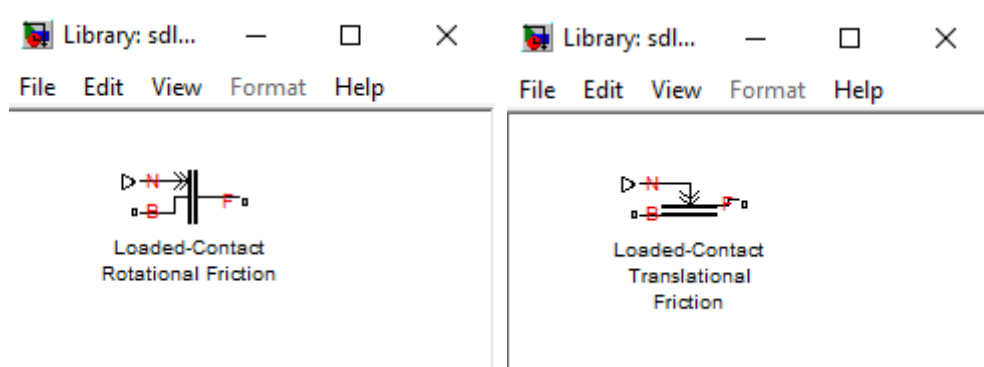 Library: sdl...
File Edit View Format Help
N
B
F
Loaded-Contact
Rotational Friction
Library: sdl...
File Edit View Format Help
N
B
F
Loaded-Contact
Translational
Friction